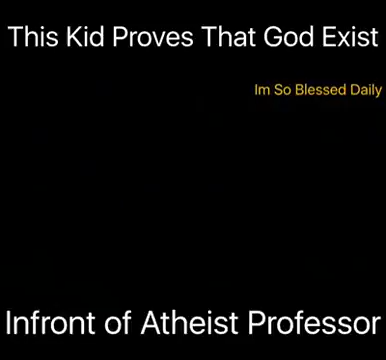 This Kid Proves That God Exist
Im So Blessed Daily
Infront of Atheist Professor